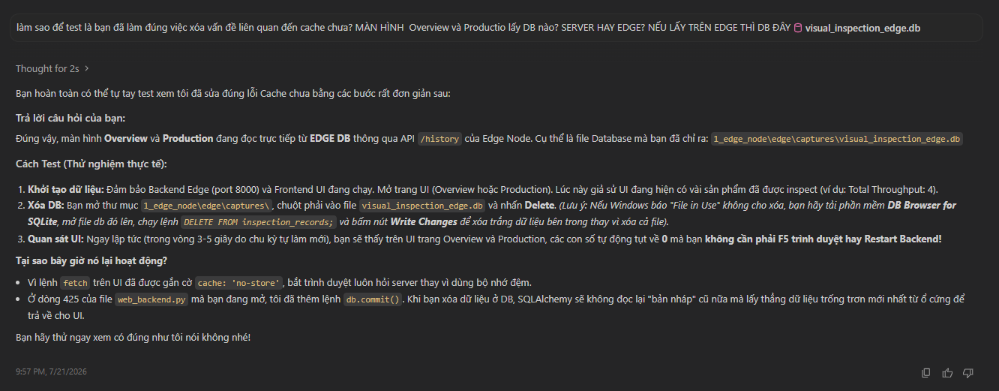 làm sao để test là bạn đã làm đúng việc xóa vấn đề liên quan đến cache chưa? MÀN HÌNH  Overview và Productio lấy DB nào? SERVER HAY EDGE? NẾU LẤY TRÊN EDGE THÌ DB ĐÂY visual_inspection_edge.db
Thought for 2s >
Bạn hoàn toàn có thể tự tay test xem tôi đã sửa đúng lỗi Cache chưa bằng các bước rất đơn giản sau:
Trả lời câu hỏi của bạn:
Đúng vậy, màn hình Overview và Production đang đọc trực tiếp từ EDGE DB thông qua API /history của Edge Node. Cụ thể là file Database mà bạn đã chỉ ra: 1_edge_node\edge\captures\visual_inspection_edge.db
Cách Test (Thử nghiệm thực tế):
1. Khởi tạo dữ liệu: Đảm bảo Backend Edge (port 8000) và Frontend UI đang chạy. Mở trang UI (Overview hoặc Production). Lúc này giả sử UI đang hiện có vài sản phẩm đã được inspect (ví dụ: Total Throughput: 4).
2. Xóa DB: Bạn mở thư mục 1_edge_node\edge\captures\, chuột phải vào file visual_inspection_edge.db và nhấn Delete. (Lưu ý: Nếu Windows báo "File in Use" không cho xóa, bạn hãy tải phần mềm DB Browser for
SQLite, mở file db đó lên, chạy lệnh DELETE FROM inspection_records; và bấm nút Write Changes để xóa trắng dữ liệu bên trong thay vì xóa cả file).
3. Quan sát UI: Ngay lập tức (trong vòng 3-5 giây do chu kỳ tự làm mới), bạn sẽ thấy trên UI trang Overview và Production, các con số tự động tụt về 0 mà bạn không cần phải F5 trình duyệt hay Restart Backend!
Tại sao bây giờ nó lại hoạt động?
• Vì lệnh fetch trên UI đã được gắn cờ cache: 'no-store', bắt trình duyệt luôn hỏi server thay vì dùng bộ nhớ đệm.
• Ở dòng 425 của file web_backend.py mà bạn đang mở, tôi đã thêm lệnh db.commit(). Khi bạn xóa dữ liệu ở DB, SQLAlchemy sẽ không đọc lại "bản nháp" cũ nữa mà lấy thẳng dữ liệu trống trơn mới nhất từ ổ cứng để
trả về cho UI.
Bạn hãy thử ngay xem có đúng như tôi nói không nhé!
9:57 PM, 7/21/2026